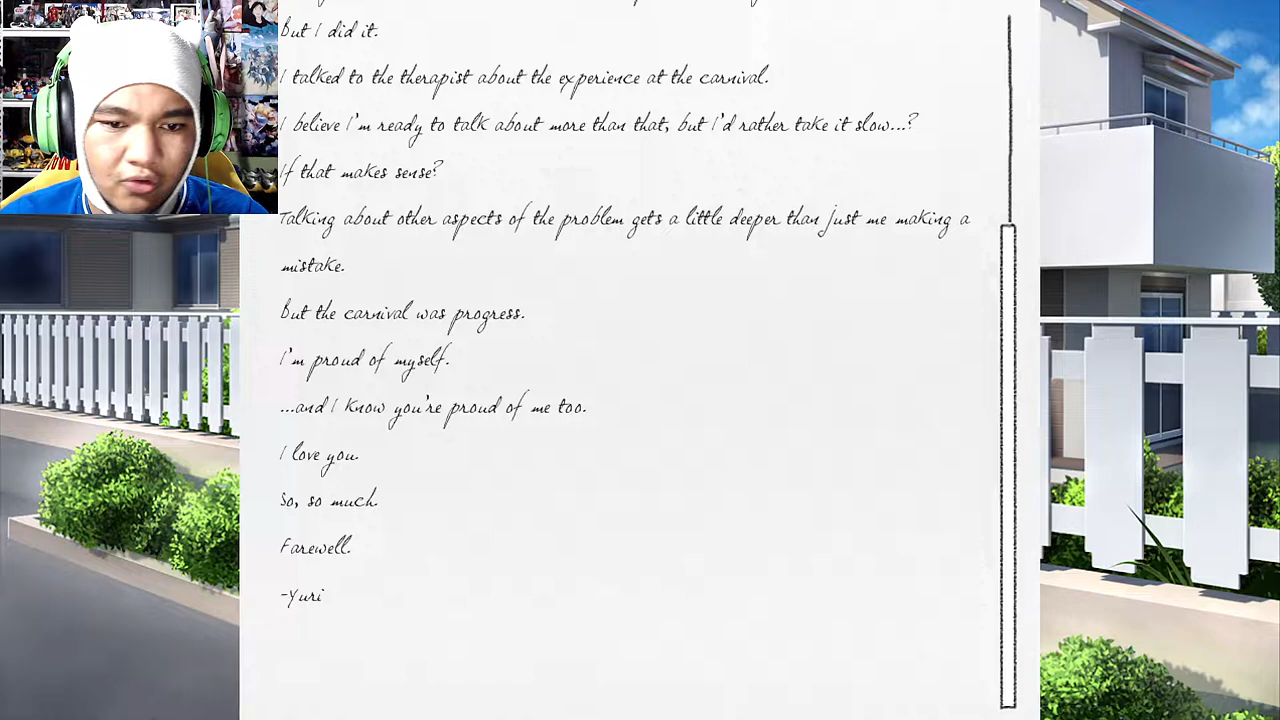 But I did it.
I talked to the therapist about the experience at the carnival.
I believe I'm ready to talk about more than that, but I'd rather take it slow...?
If that makes sense?
Talking about other aspects of the problem gets a little deeper than just me making a
mistake.
But the carnival was progress.
I'm proud of myself.
...and I know you're proud of me too.
I love you.
So, so much.
Farewell.
-Yuri